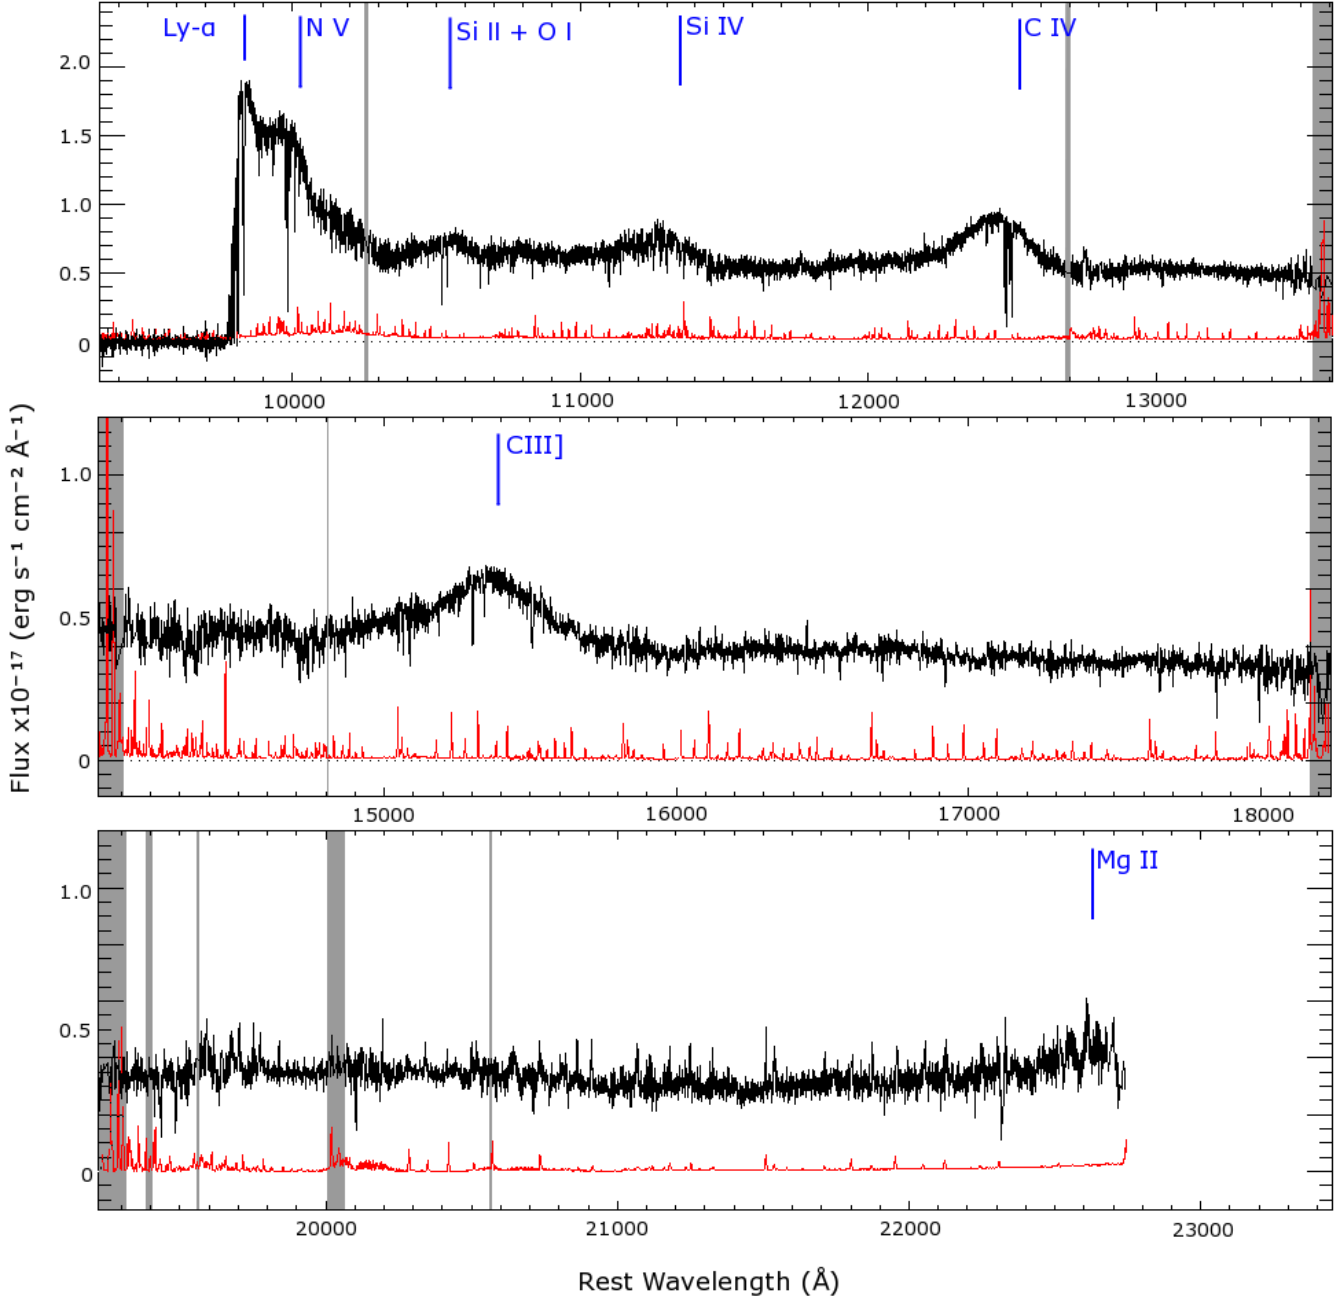 Ly-α
N V
Si II + O I
Si IV
C IV
2.0
1.5
1.0
0.5
0
10000
11000
12000
13000
CIII]
1.0
0.5
0
15000
16000
17000
18000
Flux x10⁻¹⁷ (erg s⁻¹ cm⁻² Å⁻¹)
Mg II
1.0
0.5
0
20000
21000
22000
23000
Rest Wavelength (Å)